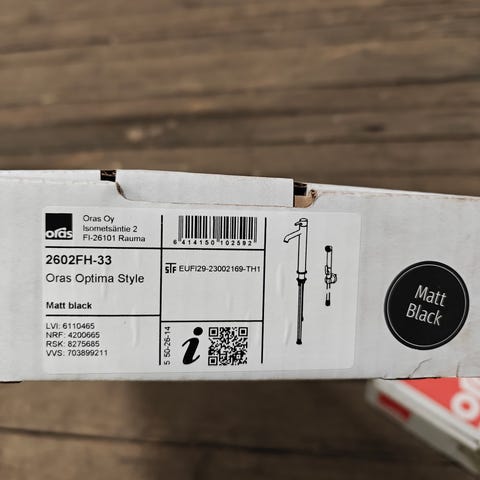 oras
Oras Oy
Isometsäntie 2
FI-26101 Rauma
2602FH-33
Oras Optima Style
Matt black
LVI: 6110465
NRF: 4200665
RSK: 8275685
VVS: 703899211
6 414150 102592
STF EUFI29-23002169-TH1
5 50-26-14
i
Matt
Black